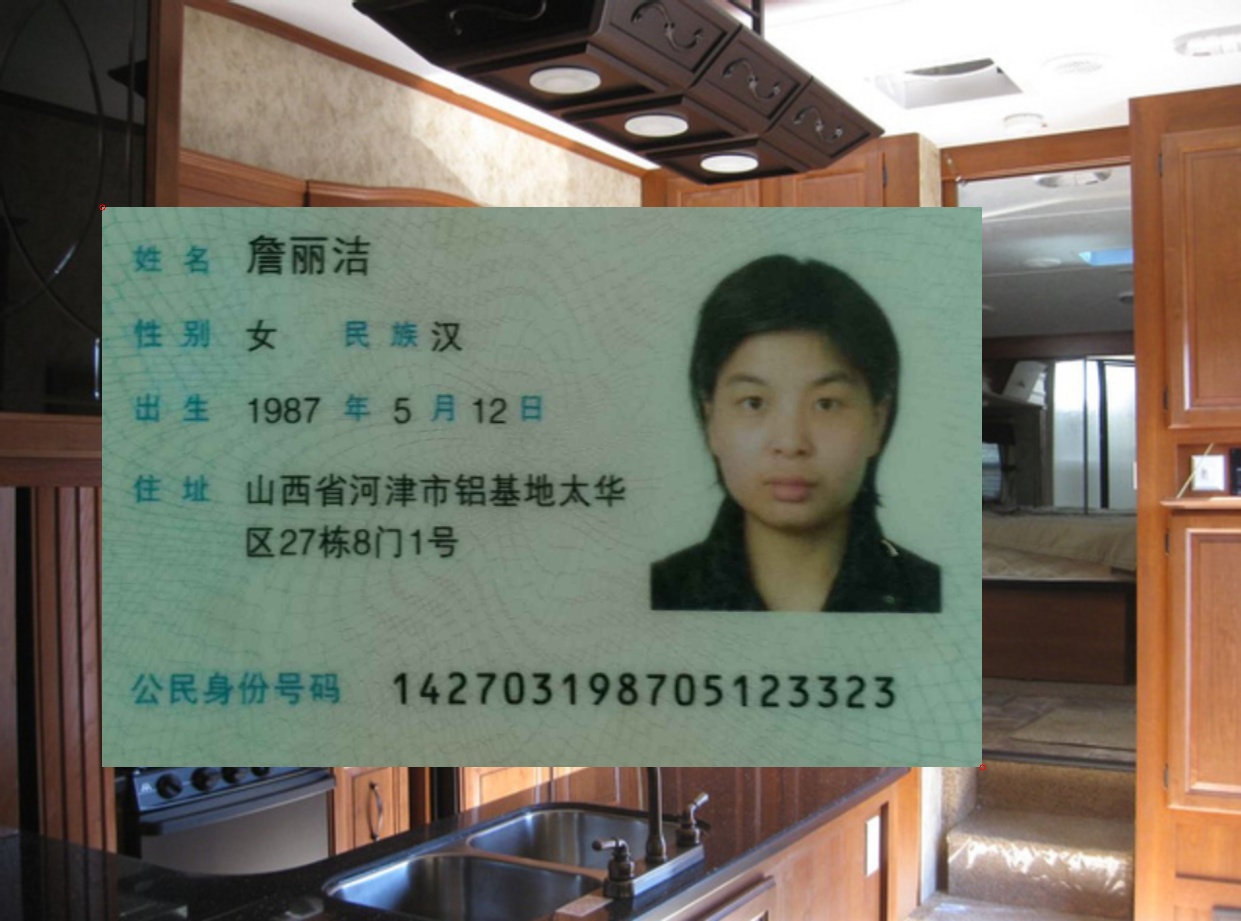 姓名 詹丽洁
性别 女 民族 汉
出生 1987 年 5 月 12 日
住址 山西省河津市铝基地太华
区27栋8门1号
公民身份号码 142703198705123323